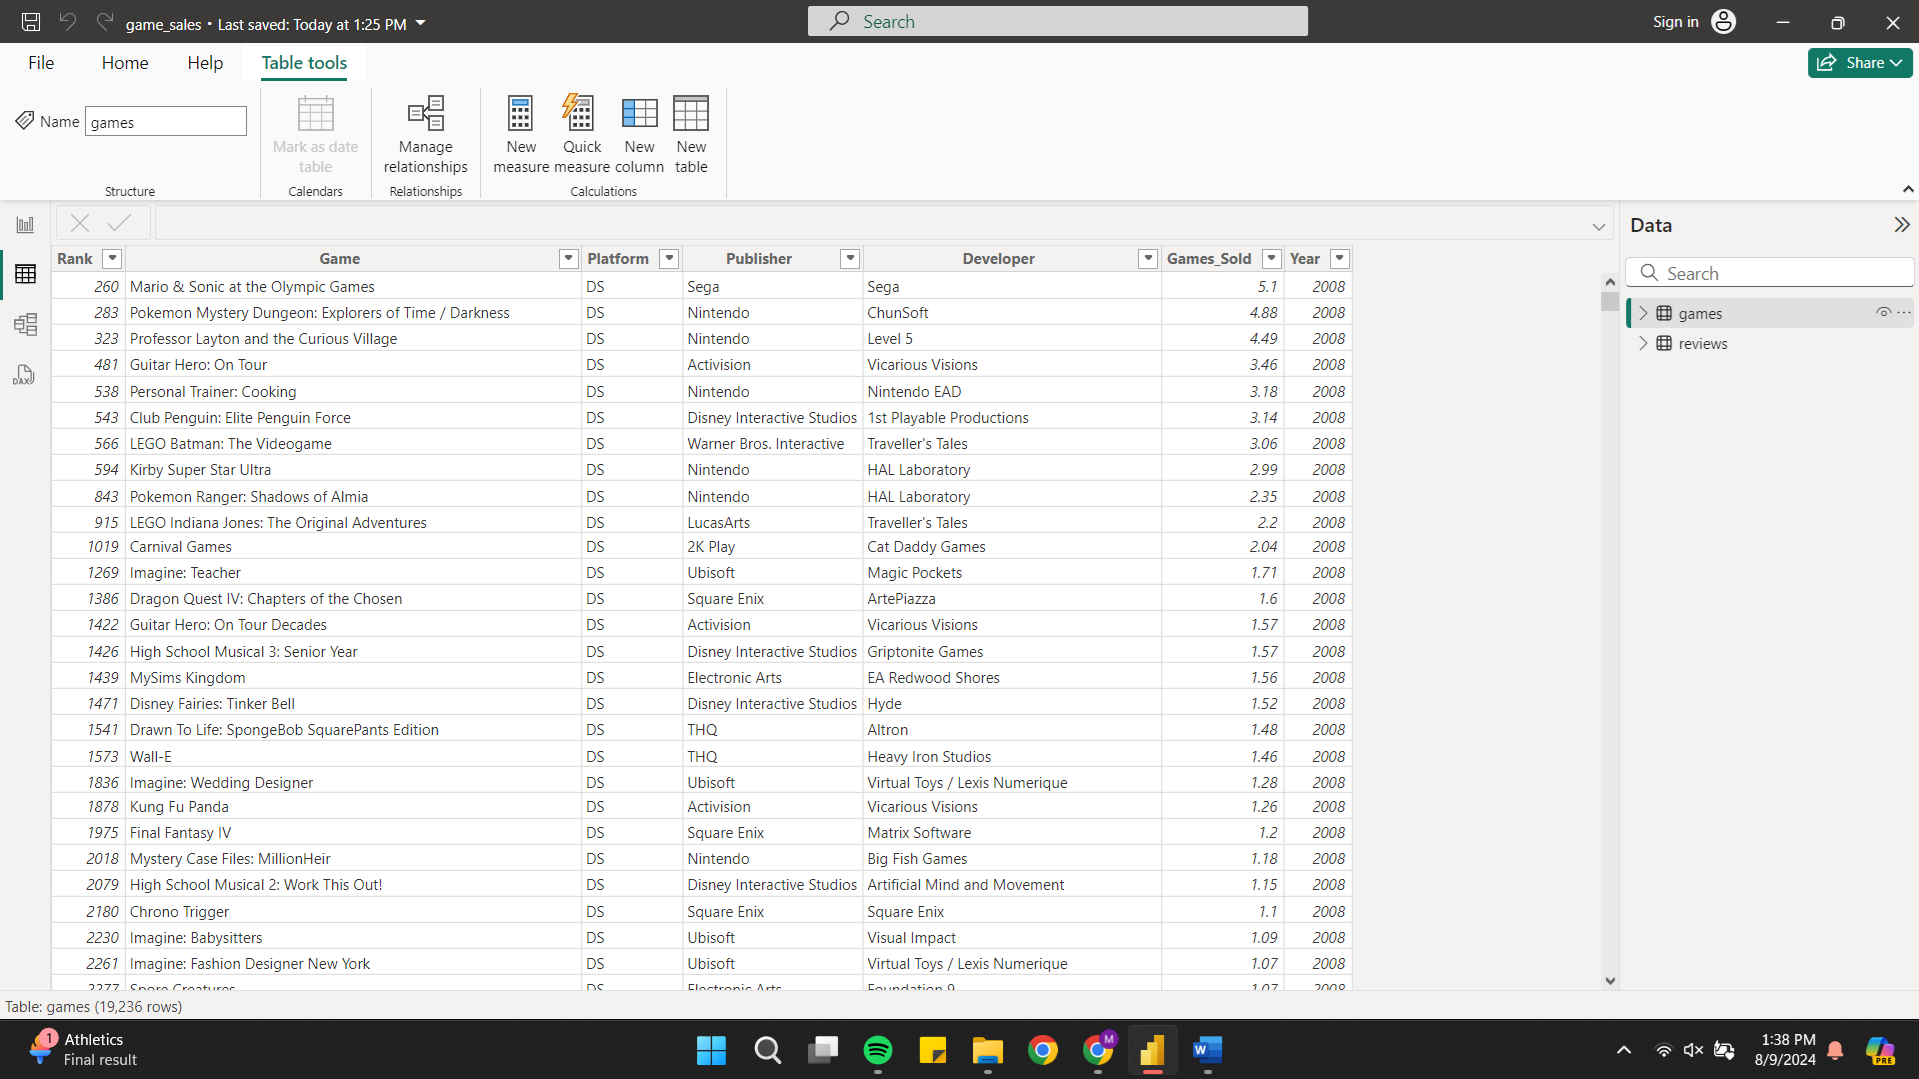 game_sales • Last saved: Today at 1:25 PM
Search
Sign in
File Home Help Table tools
Share
Name games
Mark as date table
Manage relationships
New measure
Quick measure
New column
New table
Structure Calendars Relationships Calculations
Rank Game Platform Publisher Developer Games_Sold Year
260 Mario & Sonic at the Olympic Games DS Sega Sega 5.1 2008
283 Pokemon Mystery Dungeon: Explorers of Time / Darkness DS Nintendo ChunSoft 4.88 2008
323 Professor Layton and the Curious Village DS Nintendo Level 5 4.49 2008
481 Guitar Hero: On Tour DS Activision Vicarious Visions 3.46 2008
538 Personal Trainer: Cooking DS Nintendo Nintendo EAD 3.18 2008
543 Club Penguin: Elite Penguin Force DS Disney Interactive Studios 1st Playable Productions 3.14 2008
566 LEGO Batman: The Videogame DS Warner Bros. Interactive Traveller's Tales 3.06 2008
594 Kirby Super Star Ultra DS Nintendo HAL Laboratory 2.99 2008
843 Pokemon Ranger: Shadows of Almia DS Nintendo HAL Laboratory 2.35 2008
915 LEGO Indiana Jones: The Original Adventures DS LucasArts Traveller's Tales 2.2 2008
1019 Carnival Games DS 2K Play Cat Daddy Games 2.04 2008
1269 Imagine: Teacher DS Ubisoft Magic Pockets 1.71 2008
1386 Dragon Quest IV: Chapters of the Chosen DS Square Enix ArtePiazza 1.6 2008
1422 Guitar Hero: On Tour Decades DS Activision Vicarious Visions 1.57 2008
1426 High School Musical 3: Senior Year DS Disney Interactive Studios Griptonite Games 1.57 2008
1439 MySims Kingdom DS Electronic Arts EA Redwood Shores 1.56 2008
1471 Disney Fairies: Tinker Bell DS Disney Interactive Studios Hyde 1.52 2008
1541 Drawn To Life: SpongeBob SquarePants Edition DS THQ Altron 1.48 2008
1573 Wall-E DS THQ Heavy Iron Studios 1.46 2008
1836 Imagine: Wedding Designer DS Ubisoft Virtual Toys / Lexis Numerique 1.28 2008
1878 Kung Fu Panda DS Activision Vicarious Visions 1.26 2008
1975 Final Fantasy IV DS Square Enix Matrix Software 1.2 2008
2018 Mystery Case Files: MillionHeir DS Nintendo Big Fish Games 1.18 2008
2079 High School Musical 2: Work This Out! DS Disney Interactive Studios Artificial Mind and Movement 1.15 2008
2180 Chrono Trigger DS Square Enix Square Enix 1.1 2008
2230 Imagine: Babysitters DS Ubisoft Visual Impact 1.09 2008
2261 Imagine: Fashion Designer New York DS Ubisoft Virtual Toys / Lexis Numerique 1.07 2008
2277 Spore Creatures DS Electronic Arts Foundation 9 1.07 2008
Data
Search
games
reviews
DAX
Table: games (19,236 rows)
1 Athletics
Final result
M
W
1:38 PM
8/9/2024
PRE